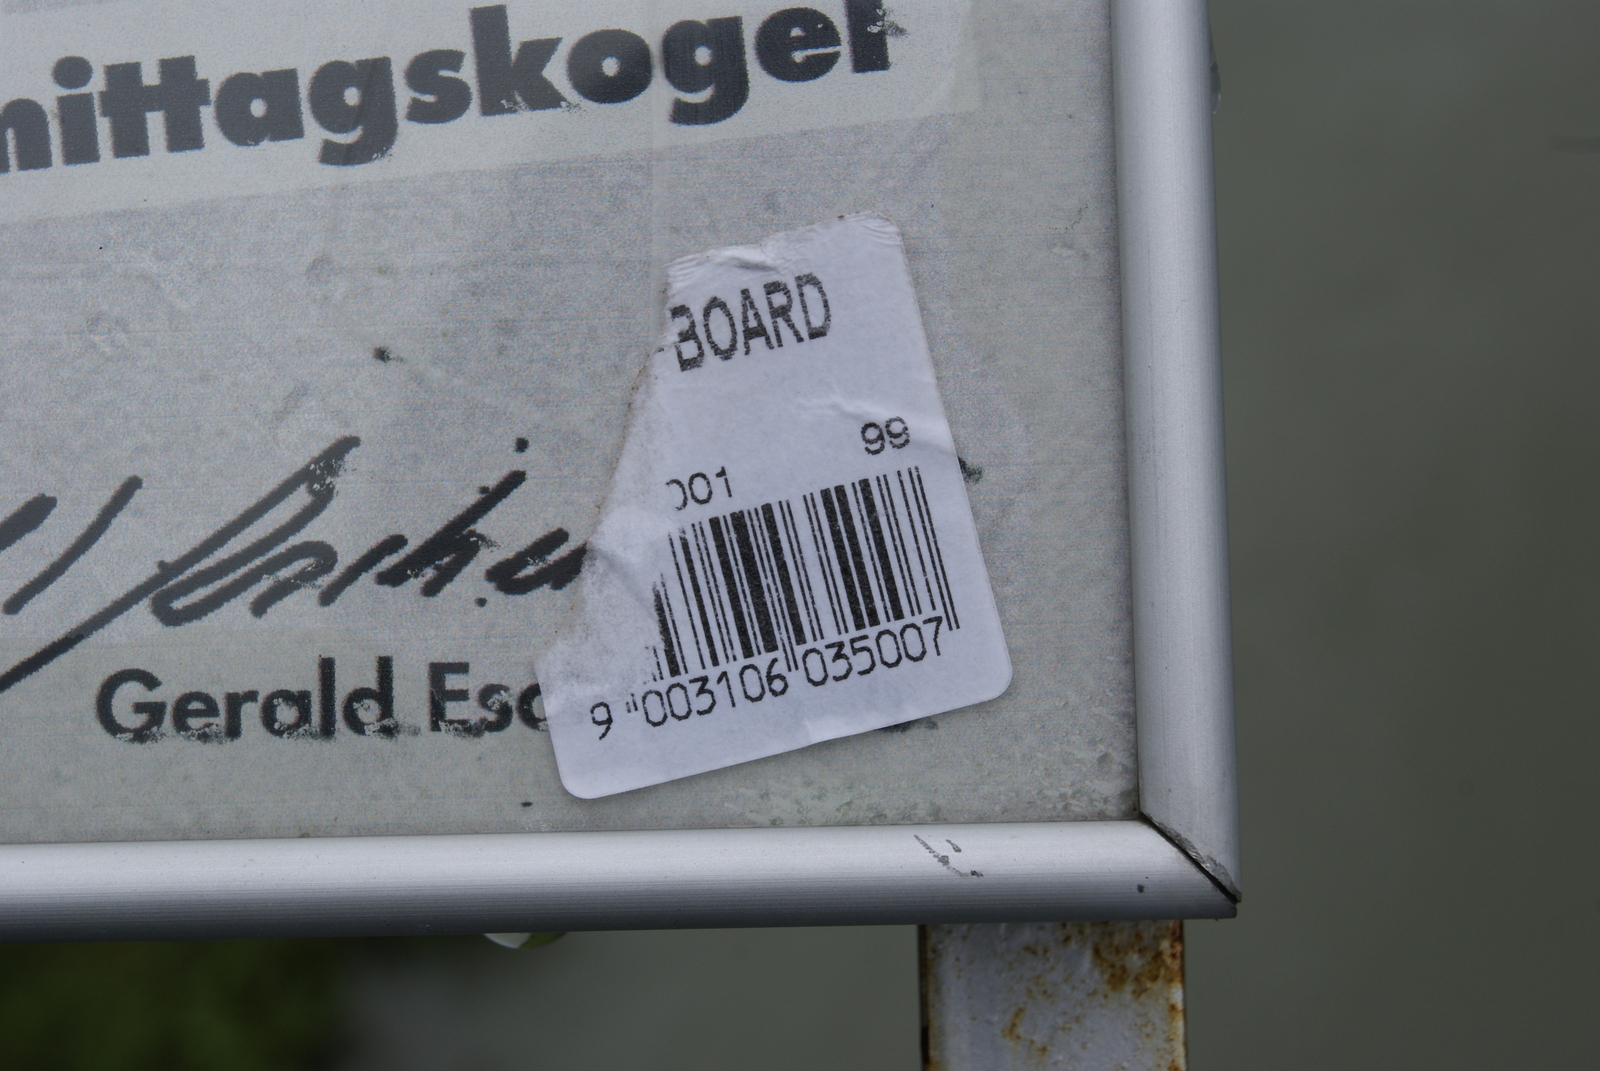 mittagskogel
-BOARD
99
001
Gerald Esc
9 "003106 035007